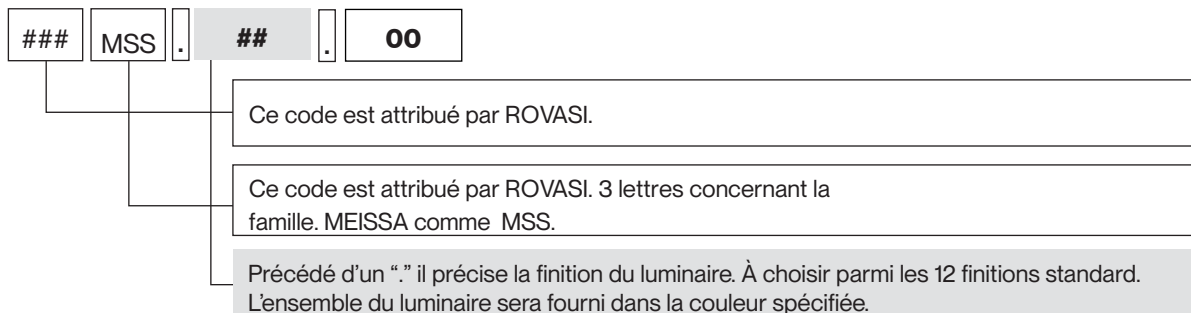 ### MSS . ## . 00
Ce code est attribué par ROVASI.
Ce code est attribué par ROVASI. 3 lettres concernant la
famille. MEISSA comme MSS.
Précédé d’un “.” il précise la finition du luminaire. À choisir parmi les 12 finitions standard.
L’ensemble du luminaire sera fourni dans la couleur spécifiée.